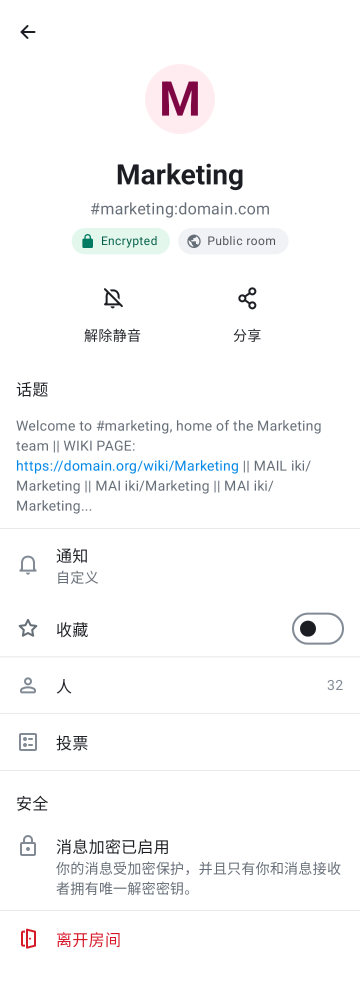 M
Marketing
#marketing:domain.com
Encrypted
Public room
解除静音
分享
话题
Welcome to #marketing, home of the Marketing
team || WIKI PAGE:
https://domain.org/wiki/Marketing || MAIL iki/
Marketing || MAI iki/Marketing || MAI iki/
Marketing...
通知
自定义
收藏
人
32
投票
安全
消息加密已启用
你的消息受加密保护，并且只有你和消息接收
者拥有唯一解密密钥。
离开房间